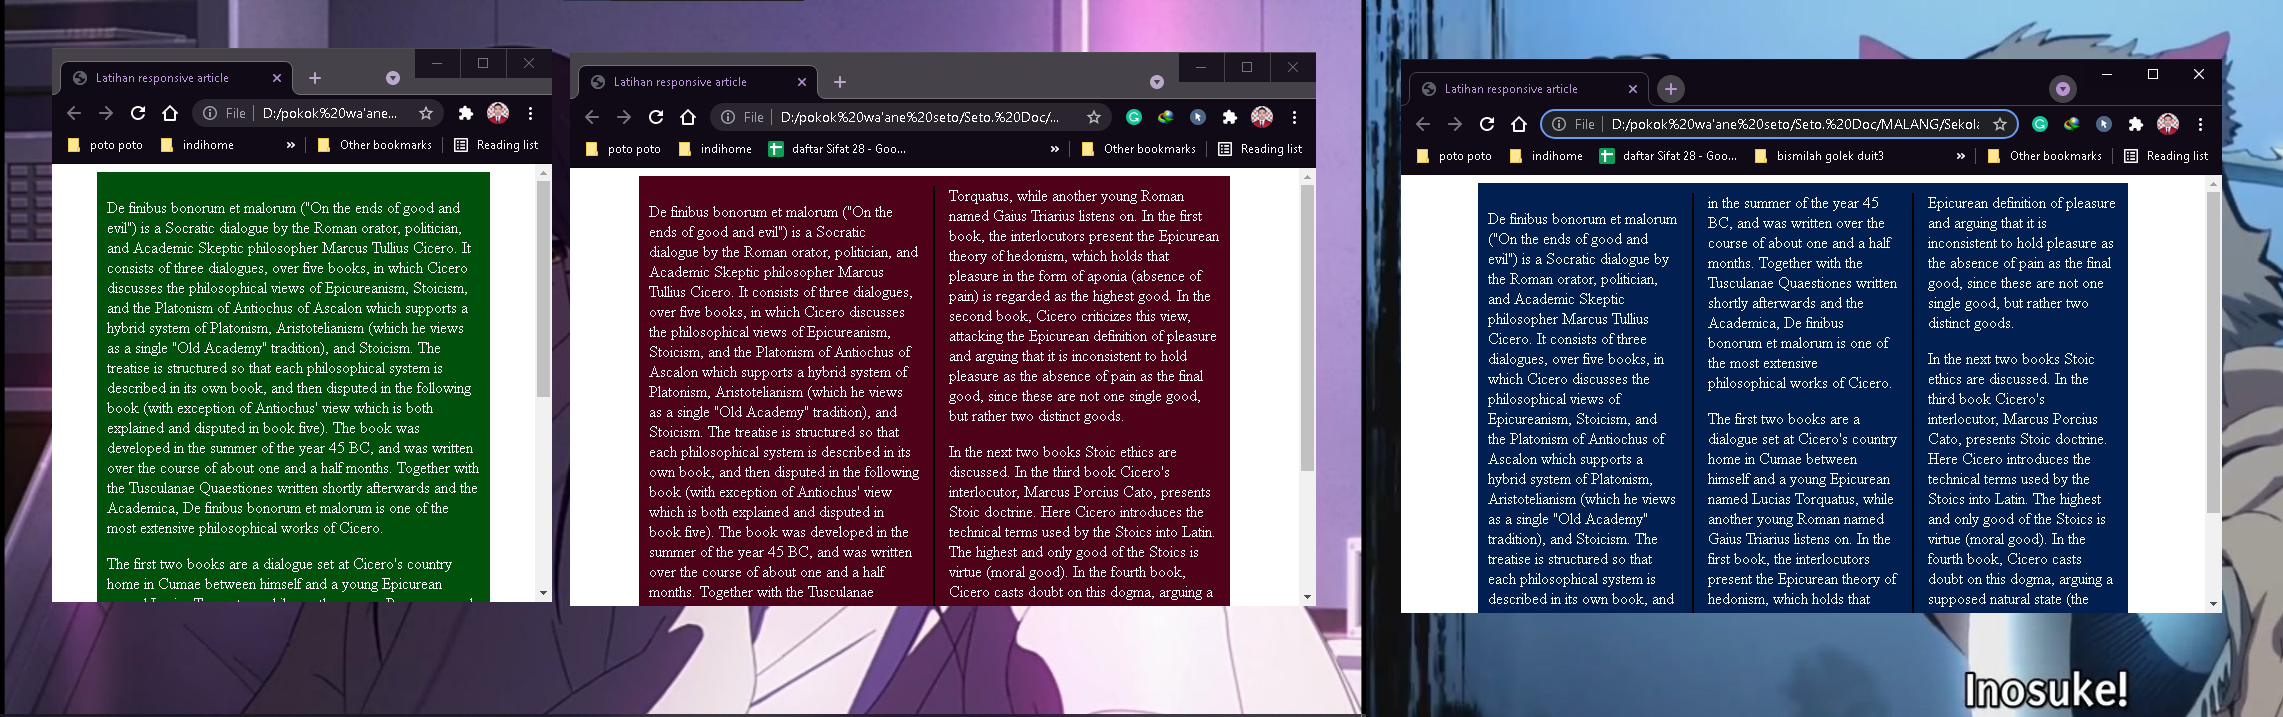 Latihan responsive article
File
D:/pokok%20wa'ane...
poto poto
indihome
»
Other bookmarks
Reading list
De finibus bonorum et malorum ("On the ends of good and
evil") is a Socratic dialogue by the Roman orator, politician,
and Academic Skeptic philosopher Marcus Tullius Cicero. It
consists of three dialogues, over five books, in which Cicero
discusses the philosophical views of Epicureanism, Stoicism,
and the Platonism of Antiochus of Ascalon which supports a
hybrid system of Platonism, Aristotelianism (which he views
as a single "Old Academy" tradition), and Stoicism. The
treatise is structured so that each philosophical system is
described in its own book, and then disputed in the following
book (with exception of Antiochus' view which is both
explained and disputed in book five). The book was
developed in the summer of the year 45 BC, and was written
over the course of about one and a half months. Together with
the Tusculanae Quaestiones written shortly afterwards and the
Academica, De finibus bonorum et malorum is one of the
most extensive philosophical works of Cicero.
The first two books are a dialogue set at Cicero's country
home in Cumae between himself and a young Epicurean
Latihan responsive article
File
D:/pokok%20wa'ane%20seto/Seto.%20Doc/...
poto poto
indihome
daftar Sifat 28 - Goo...
»
Other bookmarks
Reading list
De finibus bonorum et malorum ("On the
ends of good and evil") is a Socratic
dialogue by the Roman orator, politician, and
Academic Skeptic philosopher Marcus
Tullius Cicero. It consists of three dialogues,
over five books, in which Cicero discusses
the philosophical views of Epicureanism,
Stoicism, and the Platonism of Antiochus of
Ascalon which supports a hybrid system of
Platonism, Aristotelianism (which he views
as a single "Old Academy" tradition), and
Stoicism. The treatise is structured so that
each philosophical system is described in its
own book, and then disputed in the following
book (with exception of Antiochus' view
which is both explained and disputed in
book five). The book was developed in the
summer of the year 45 BC, and was written
over the course of about one and a half
months. Together with the Tusculanae
Torquatus, while another young Roman
named Gaius Triarius listens on. In the first
book, the interlocutors present the Epicurean
theory of hedonism, which holds that
pleasure in the form of aponia (absence of
pain) is regarded as the highest good. In the
second book, Cicero criticizes this view,
attacking the Epicurean definition of pleasure
and arguing that it is inconsistent to hold
pleasure as the absence of pain as the final
good, since these are not one single good,
but rather two distinct goods.
In the next two books Stoic ethics are
discussed. In the third book Cicero's
interlocutor, Marcus Porcius Cato, presents
Stoic doctrine. Here Cicero introduces the
technical terms used by the Stoics into Latin.
The highest and only good of the Stoics is
virtue (moral good). In the fourth book,
Cicero casts doubt on this dogma, arguing a
Latihan responsive article
File
D:/pokok%20wa'ane%20seto/Seto.%20Doc/MALANG/Sekol
poto poto
indihome
daftar Sifat 28 - Goo...
bismilah golek duit3
»
Other bookmarks
Reading list
De finibus bonorum et malorum
("On the ends of good and
evil") is a Socratic dialogue by
the Roman orator, politician,
and Academic Skeptic
philosopher Marcus Tullius
Cicero. It consists of three
dialogues, over five books, in
which Cicero discusses the
philosophical views of
Epicureanism, Stoicism, and
the Platonism of Antiochus of
Ascalon which supports a
hybrid system of Platonism,
Aristotelianism (which he views
as a single "Old Academy"
tradition), and Stoicism. The
treatise is structured so that
each philosophical system is
described in its own book, and
in the summer of the year 45
BC, and was written over the
course of about one and a half
months. Together with the
Tusculanae Quaestiones written
shortly afterwards and the
Academica, De finibus
bonorum et malorum is one of
the most extensive
philosophical works of Cicero.
The first two books are a
dialogue set at Cicero's country
home in Cumae between
himself and a young Epicurean
named Lucias Torquatus, while
another young Roman named
Gaius Triarius listens on. In the
first book, the interlocutors
present the Epicurean theory of
hedonism, which holds that
Epicurean definition of pleasure
and arguing that it is
inconsistent to hold pleasure as
the absence of pain as the final
good, since these are not one
single good, but rather two
distinct goods.
In the next two books Stoic
ethics are discussed. In the
third book Cicero's
interlocutor, Marcus Porcius
Cato, presents Stoic doctrine.
Here Cicero introduces the
technical terms used by the
Stoics into Latin. The highest
and only good of the Stoics is
virtue (moral good). In the
fourth book, Cicero casts
doubt on this dogma, arguing a
supposed natural state (the
Inosuke!